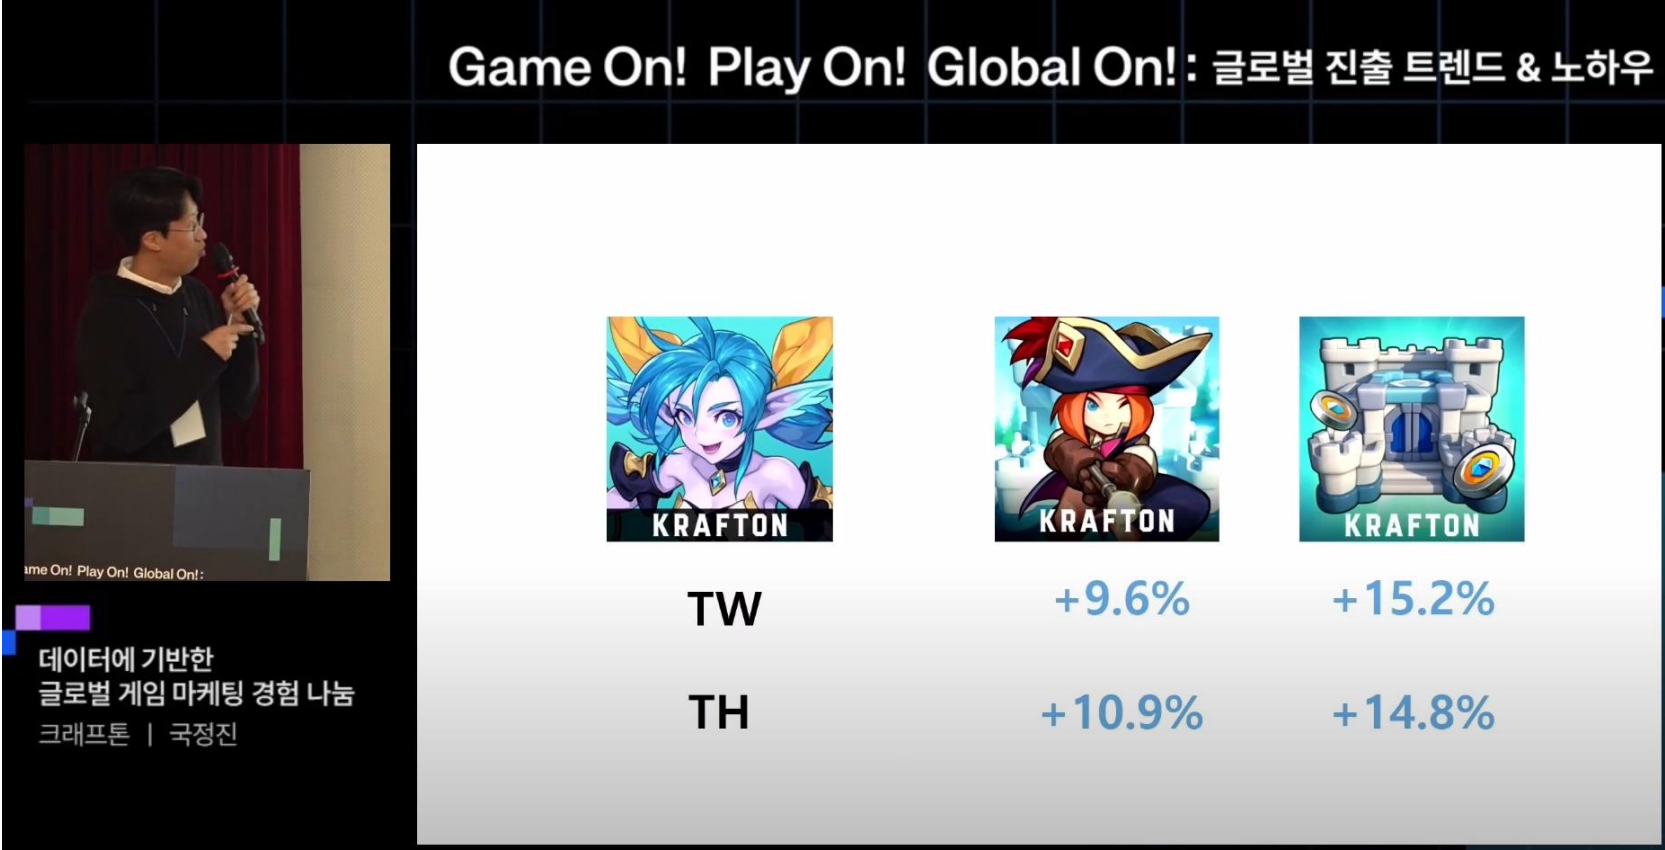 Game On! Play On! Global On! : 글로벌 진출 트렌드 & 노하우
ame On! Play On! Global On! :
데이터에 기반한
글로벌 게임 마케팅 경험 나눔
크래프톤 | 국정진
KRAFTON
KRAFTON
KRAFTON
TW +9.6% +15.2%
TH +10.9% +14.8%